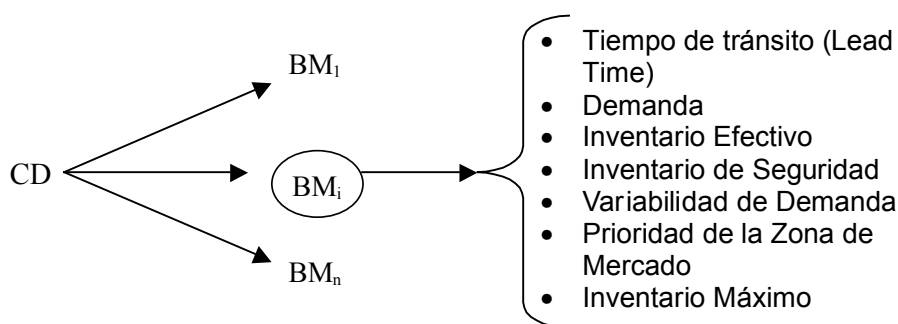 BM₁
CD
BMᵢ
BMₙ
• Tiempo de tránsito (Lead
Time)
• Demanda
• Inventario Efectivo
• Inventario de Seguridad
• Variabilidad de Demanda
• Prioridad de la Zona de
Mercado
• Inventario Máximo